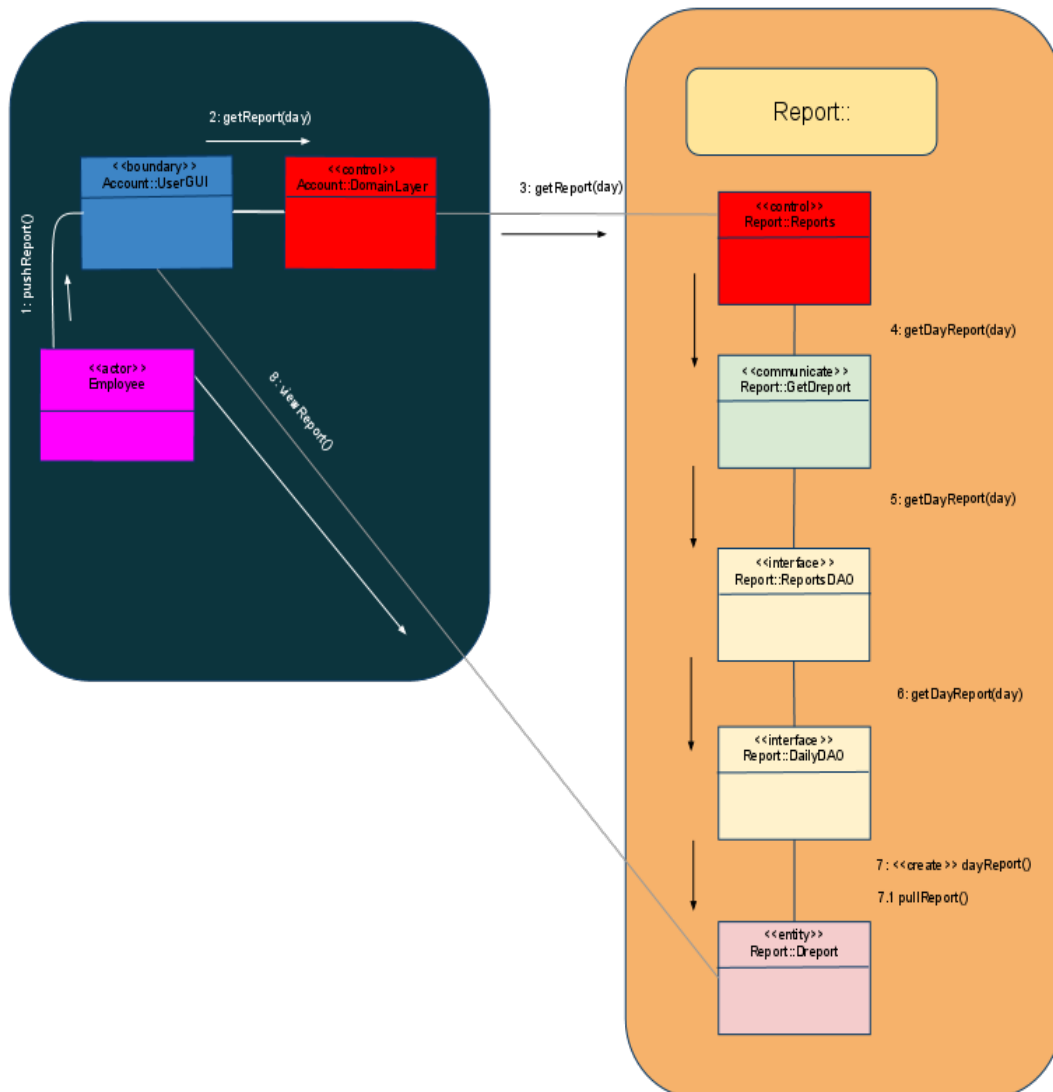 Report::
2: getReport(day)
<<boundary>>
Account::UserGUI
<<control>>
Account::DomainLayer
3: getReport(day)
<<control>>
Report::Reports
1: pushReport()
4: getDayReport(day)
<<actor>>
Employee
8: viewReport()
<<communicate>>
Report::GetDreport
5: getDayReport(day)
<<interface>>
Report::ReportsDAO
6: getDayReport(day)
<<interface>>
Report::DailyDAO
7: <<create>> dayReport()
7.1 pullReport()
<<entity>>
Report::Dreport